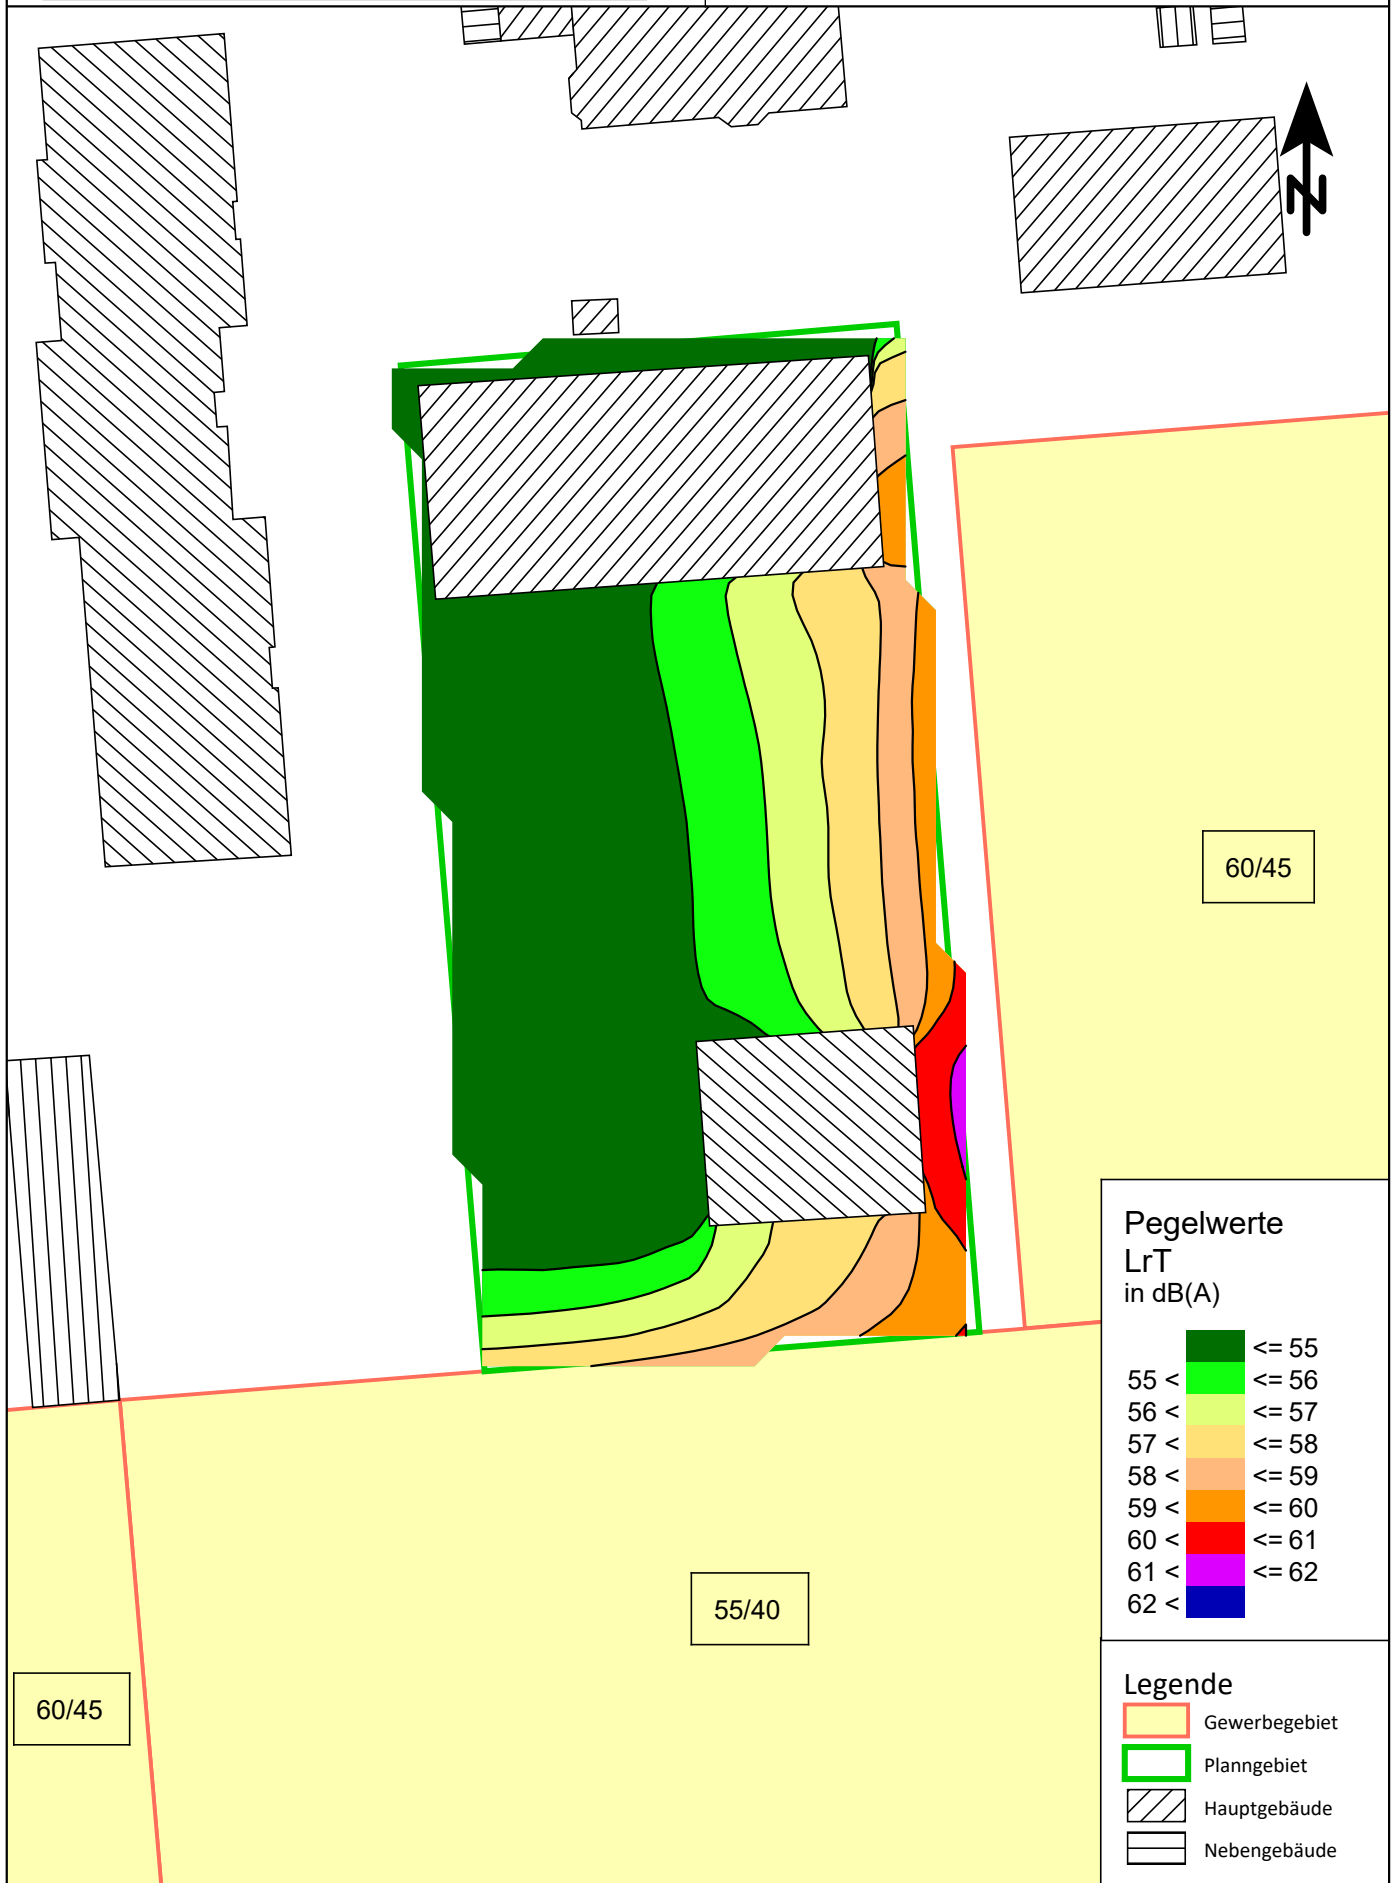 N
60/45
55/40
60/45
Pegelwerte
LrT
in dB(A)
<= 55
55 < <= 56
56 < <= 57
57 < <= 58
58 < <= 59
59 < <= 60
60 < <= 61
61 < <= 62
62 <
Legende
Gewerbegebiet
Planngebiet
Hauptgebäude
Nebengebäude